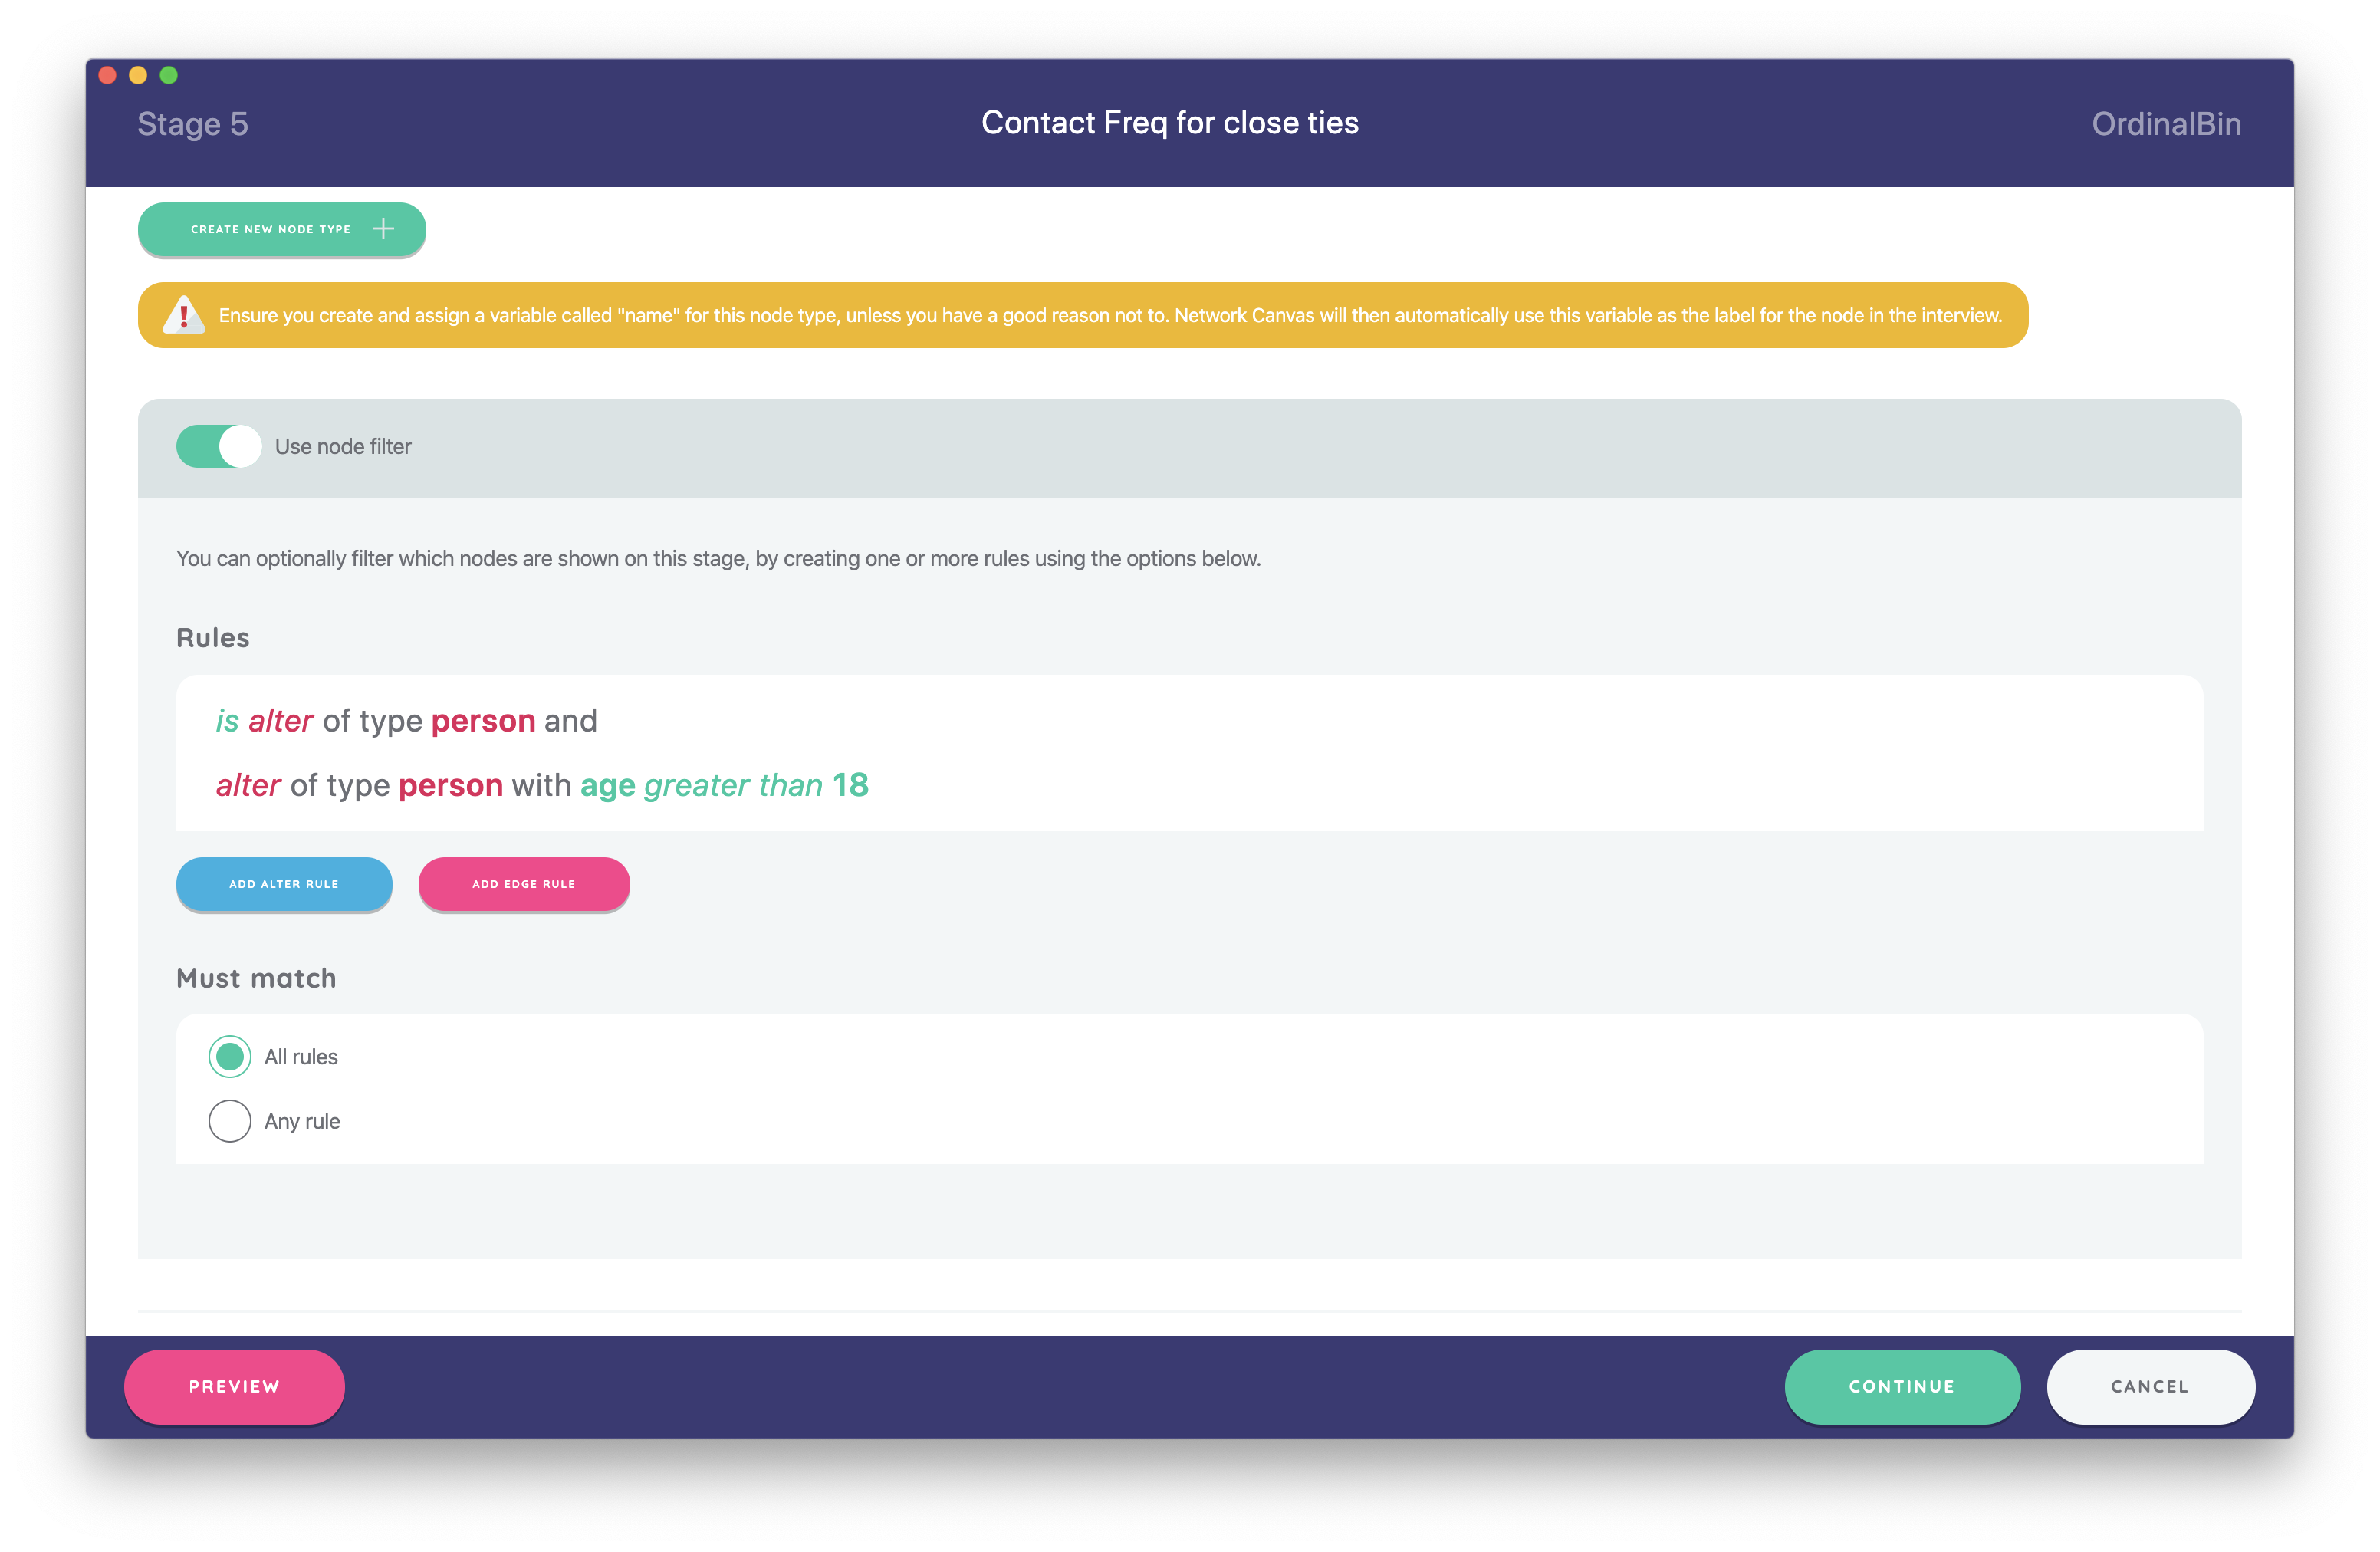 Stage 5
Contact Freq for close ties
OrdinalBin
CREATE NEW NODE TYPE
Ensure you create and assign a variable called "name" for this node type, unless you have a good reason not to. Network Canvas will then automatically use this variable as the label for the node in the interview.
Use node filter
You can optionally filter which nodes are shown on this stage, by creating one or more rules using the options below.
Rules
is alter of type person and
alter of type person with age greater than 18
ADD ALTER RULE
ADD EDGE RULE
Must match
All rules
Any rule
PREVIEW
CONTINUE
CANCEL